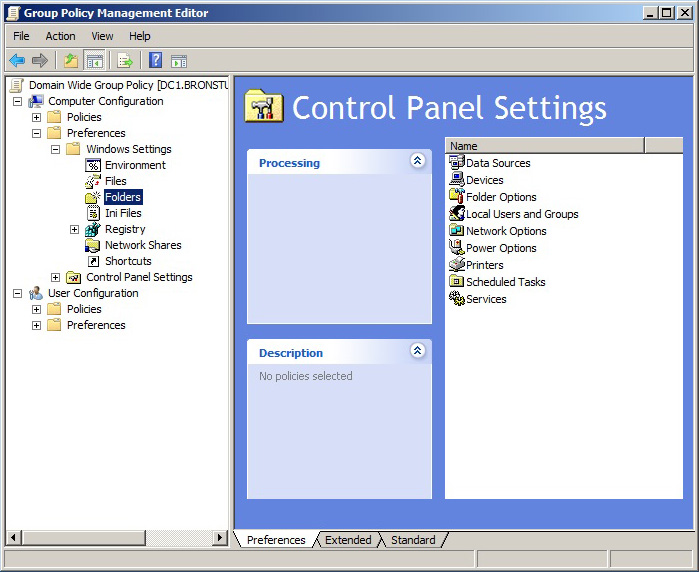 Group Policy Management Editor
File Action View Help
Domain Wide Group Policy [DC1.BRONSTU
Computer Configuration
Policies
Preferences
Windows Settings
Environment
Files
Folders
Ini Files
Registry
Network Shares
Shortcuts
Control Panel Settings
User Configuration
Policies
Preferences
Control Panel Settings
Processing
Description
No policies selected
Name
Data Sources
Devices
Folder Options
Local Users and Groups
Network Options
Power Options
Printers
Scheduled Tasks
Services
Preferences Extended Standard